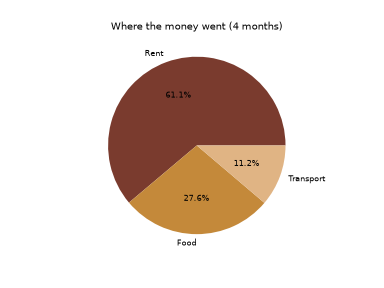 Where the money went (4 months)
Rent
61.1%
11.2%
Transport
27.6%
Food